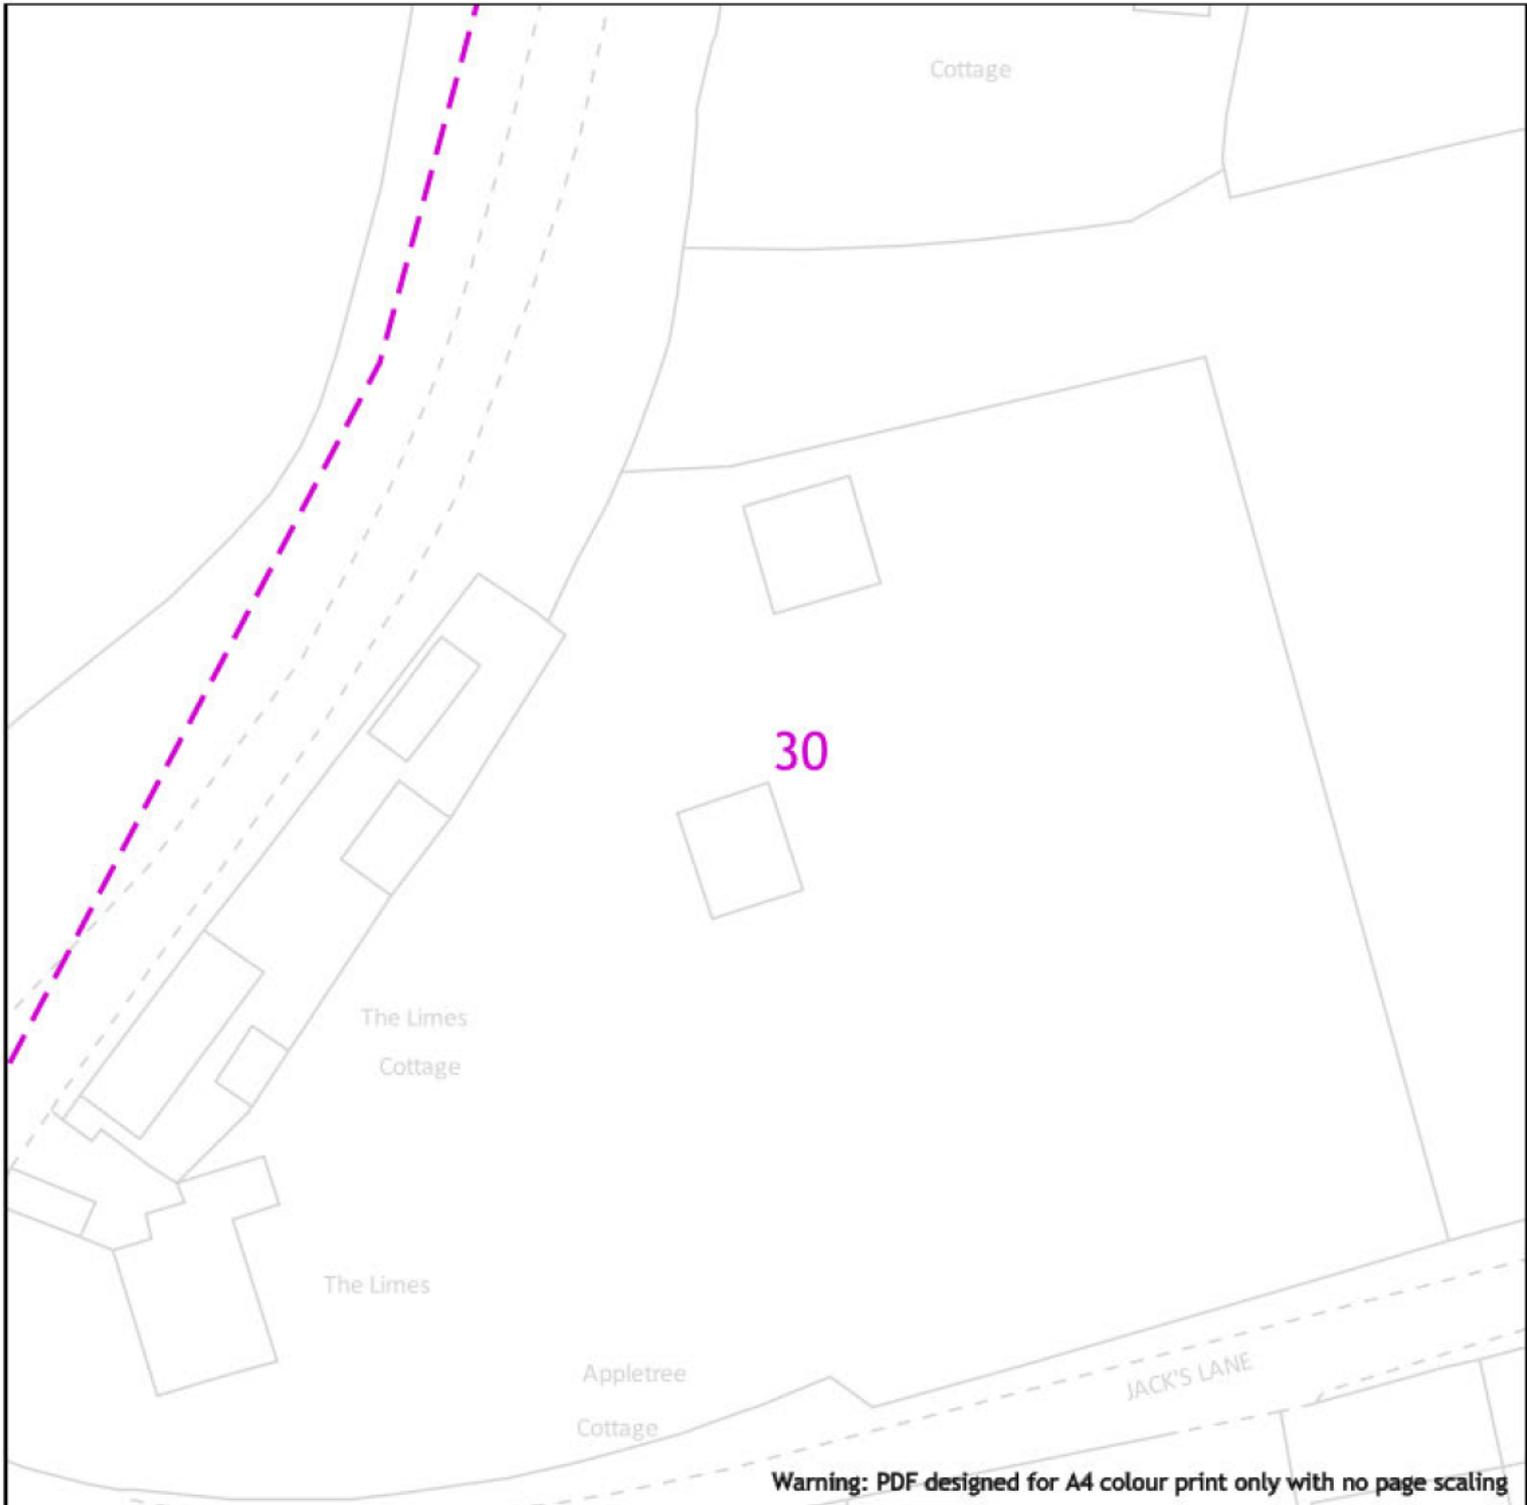 Cottage
30
The Limes
Cottage
The Limes
Appletree
Cottage
JACK'S LANE
Warning: PDF designed for A4 colour print only with no page scaling